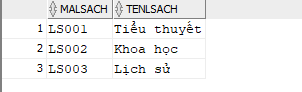 MALSACH TENLSACH
1 LS001 Tiểu thuyết
2 LS002 Khoa học
3 LS003 Lịch sử